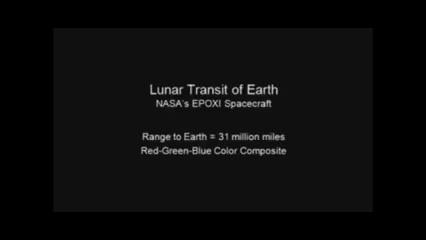 Lunar Transit of Earth
NASA's EPOXI Spacecraft
Range to Earth = 31 million miles
Red-Green-Blue Color Composite